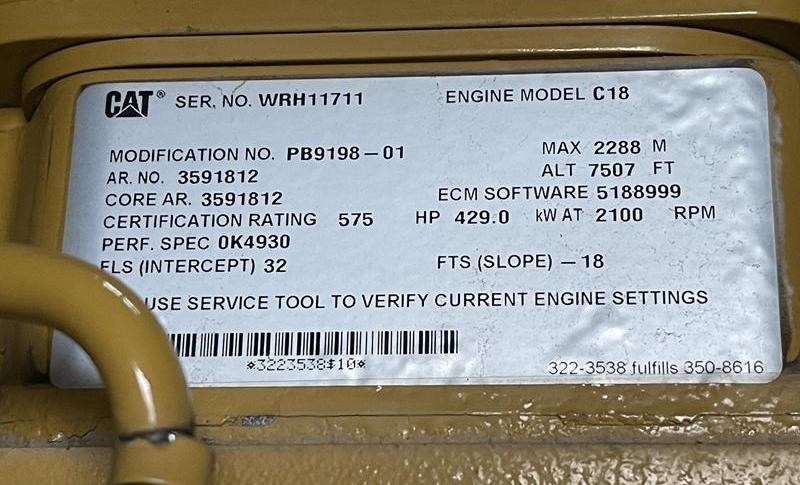 CAT® SER. NO. WRH11711 ENGINE MODEL C18
MODIFICATION NO. PB9198-01 MAX 2288 M
AR. NO. 3591812 ALT 7507 FT
CORE AR. 3591812 ECM SOFTWARE 5188999
CERTIFICATION RATING 575 HP 429.0 kW AT 2100 RPM
PERF. SPEC 0K4930
FLS (INTERCEPT) 32 FTS (SLOPE) -18
USE SERVICE TOOL TO VERIFY CURRENT ENGINE SETTINGS
*3223538$10*
322-3538 fulfills 350-8616